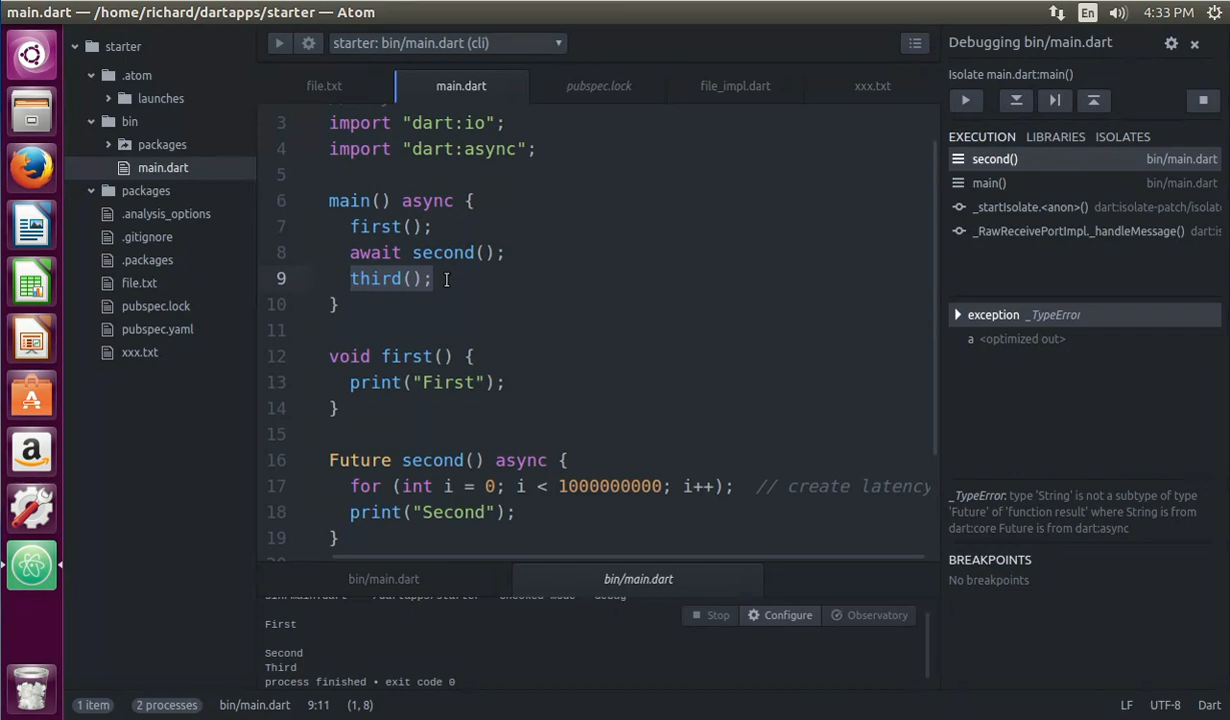 main.dart — /home/richard/dartapps/starter — Atom
En
4:33 PM
starter
.atom
launches
bin
packages
main.dart
packages
.analysis_options
.gitignore
.packages
file.txt
pubspec.lock
pubspec.yaml
xxx.txt
starter: bin/main.dart (cli)
file.txt
main.dart
pubspec.lock
file_impl.dart
xxx.txt
3 import "dart:io";
4 import "dart:async";
5
6 main() async {
7 first();
8 await second();
9 third();
10 }
11
12 void first() {
13 print("First");
14 }
15
16 Future second() async {
17 for (int i = 0; i < 1000000000; i++); // create latency
18 print("Second");
19 }
bin/main.dart
bin/main.dart
Stop
Configure
Observatory
First
Second
Third
process finished • exit code 0
Debugging bin/main.dart
Isolate main.dart:main()
EXECUTION LIBRARIES ISOLATES
second() bin/main.dart
main() bin/main.dart
_startIsolate.<anon>() dart:isolate-patch/isolat
_RawReceivePortImpl._handleMessage() dart:is
exception _TypeError
a <optimized out>
_TypeError: type 'String' is not a subtype of type
'Future' of 'function result' where String is from
dart:core Future is from dart:async
BREAKPOINTS
No breakpoints
1 item
2 processes
bin/main.dart
9:11
(1, 8)
LF
UTF-8
Dart